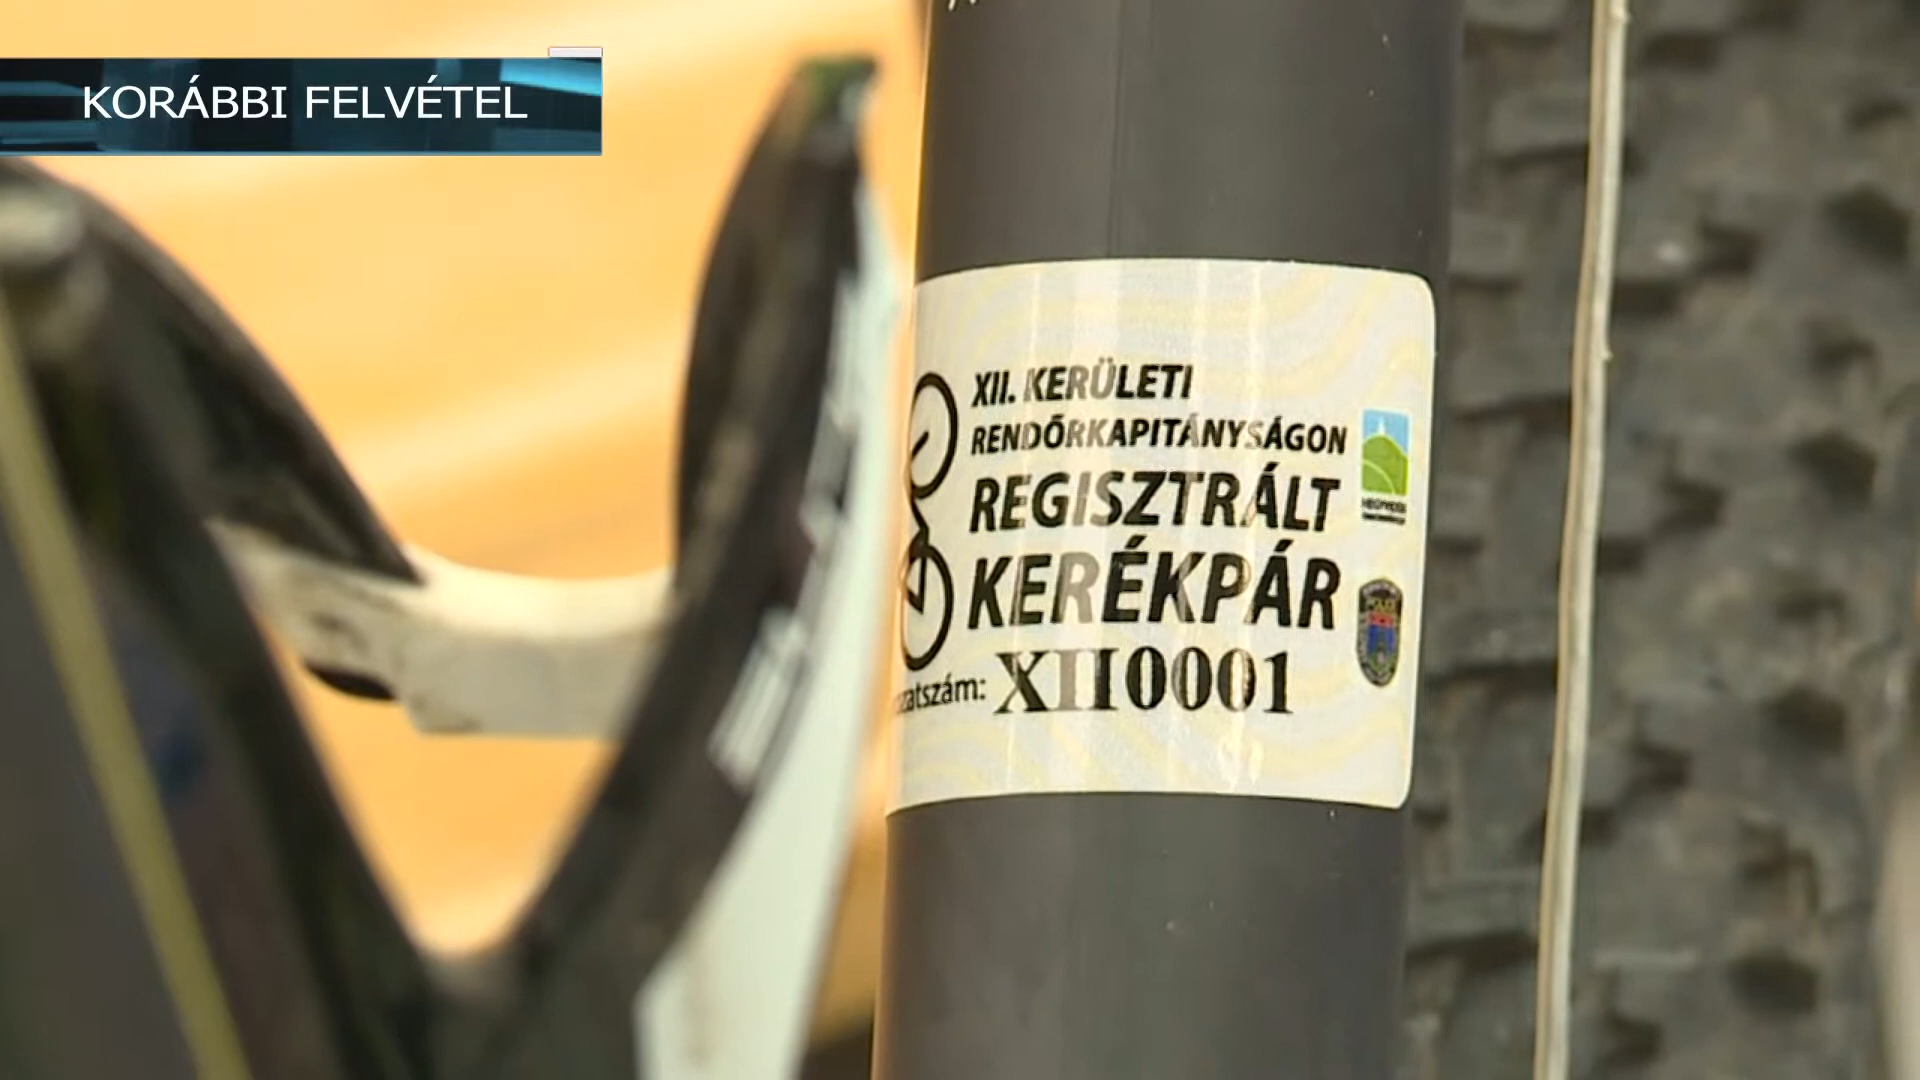 KORÁBBI FELVÉTEL
XII. KERÜLETI
RENDŐRKAPITÁNYSÁGON
REGISZTRÁLT
KERÉKPÁR
XII0001